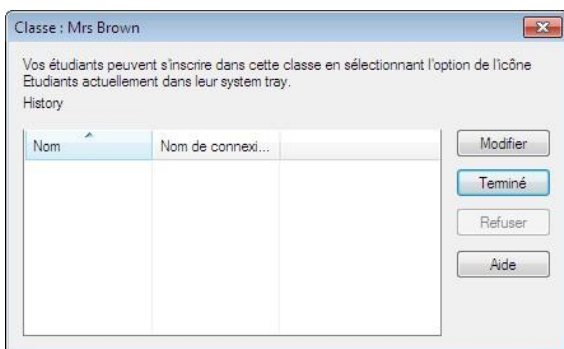 Classe : Mrs Brown
Vos étudiants peuvent s'inscrire dans cette classe en sélectionnant l'option de l'icône
Etudiants actuellement dans leur system tray.
History
Nom Nom de connexi...
Modifier
Terminé
Refuser
Aide